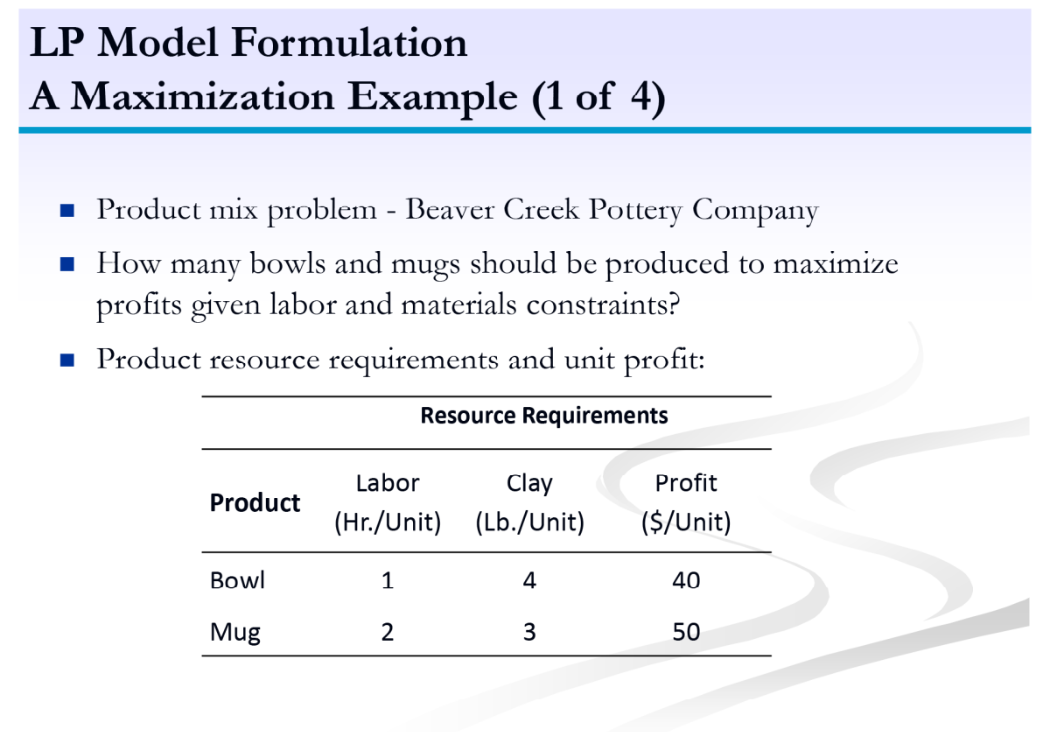 LP Model Formulation
A Maximization Example (1 of 4)
Product mix problem - Beaver Creek Pottery Company
How many bowls and mugs should be produced to maximize
profits given labor and materials constraints?
Product resource requirements and unit profit:
Resource Requirements
Product Labor (Hr./Unit) Clay (Lb./Unit) Profit ($/Unit)
Bowl 1 4 40
Mug 2 3 50